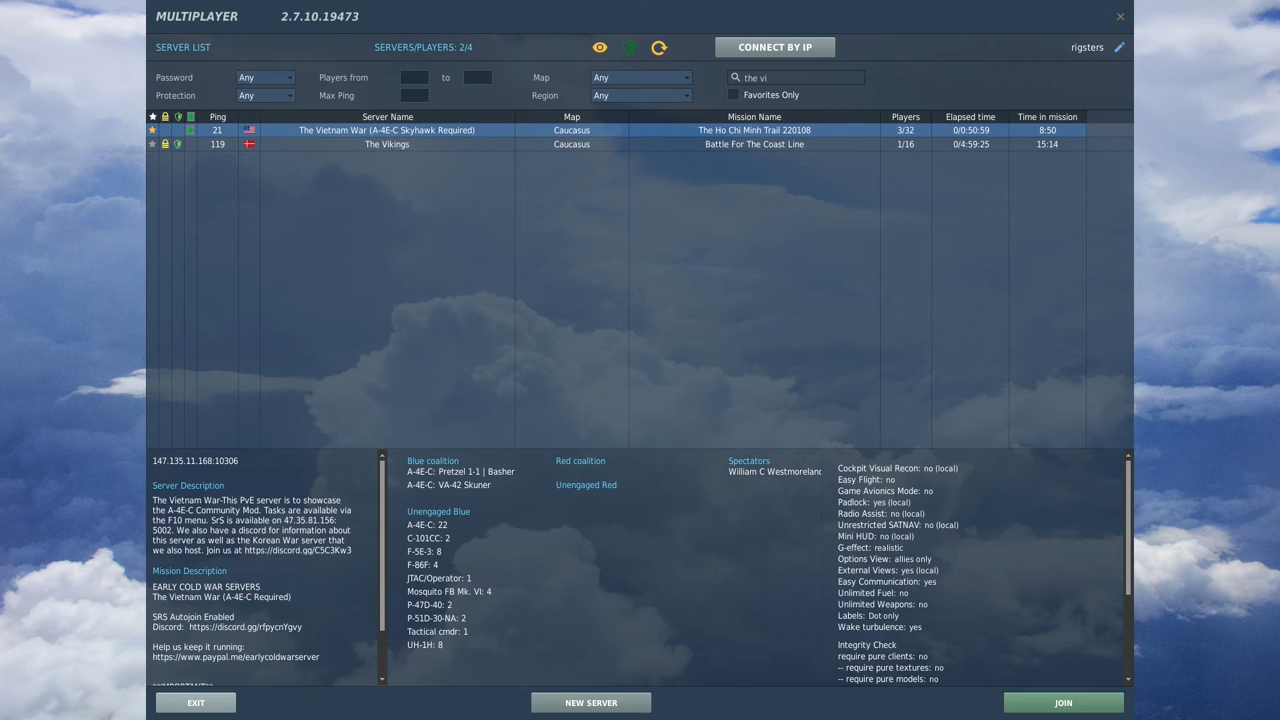 MULTIPLAYER 2.7.10.19473
SERVER LIST SERVERS/PLAYERS: 2/4 CONNECT BY IP rigsters
Password Any Players from to Map Any the vi
Protection Any Max Ping Region Any Favorites Only
Ping Server Name Map Mission Name Players Elapsed time Time in mission
21 The Vietnam War (A-4E-C Skyhawk Required) Caucasus The Ho Chi Minh Trail 220108 3/32 0/0:50:59 8:50
119 The Vikings Caucasus Battle For The Coast Line 1/16 0/4:59:25 15:14
147.135.11.168:10306
Server Description
The Vietnam War-This PvE server is to showcase
the A-4E-C Community Mod. Tasks are available via
the F10 menu. SrS is available on 47.35.81.156:
5002. We also have a discord for information about
this server as well as the Korean War server that
we also host. Join us at https://discord.gg/C5C3Kw3
Mission Description
EARLY COLD WAR SERVERS
The Vietnam War (A-4E-C Required)
SRS Autojoin Enabled
Discord: https://discord.gg/rfpycnYgvy
Help us keep it running:
https://www.paypal.me/earlycoldwarserver
Blue coalition
A-4E-C: Pretzel 1-1 | Basher
A-4E-C: VA-42 Skuner
Unengaged Blue
A-4E-C: 22
C-101CC: 2
F-5E-3: 8
F-86F: 4
JTAC/Operator: 1
Mosquito FB Mk. VI: 4
P-47D-40: 2
P-51D-30-NA: 2
Tactical cmdr: 1
UH-1H: 8
Red coalition
Unengaged Red
Spectators
William C Westmoreland
Cockpit Visual Recon: no (local)
Easy Flight: no
Game Avionics Mode: no
Padlock: yes (local)
Radio Assist: no (local)
Unrestricted SATNAV: no (local)
Mini HUD: no (local)
G-effect: realistic
Options View: allies only
External Views: yes (local)
Easy Communication: yes
Unlimited Fuel: no
Unlimited Weapons: no
Labels: Dot only
Wake turbulence: yes
Integrity Check
require pure clients: no
-- require pure textures: no
-- require pure models: no
EXIT NEW SERVER JOIN